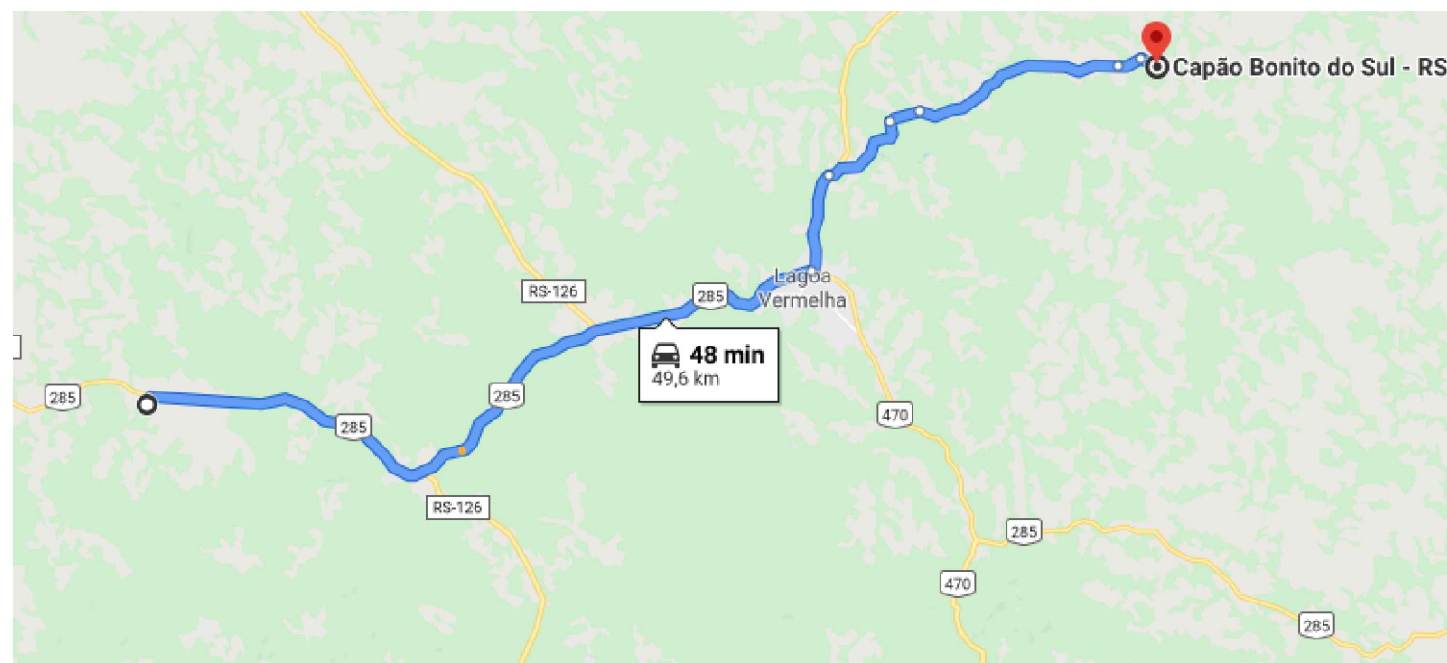 Capão Bonito do Sul - RS
Lagoa
Vermelha
RS-126
285
48 min
49,6 km
285
285
285
470
RS-126
285
470
285